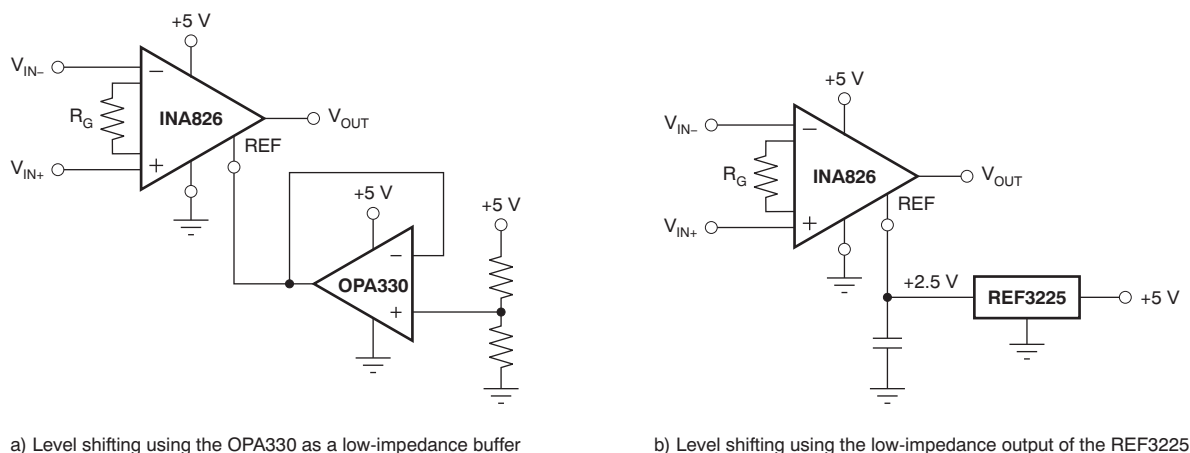 +5 V
V_IN–
–
R_G
INA826
V_OUT
REF
V_IN+
+
+5 V
+5 V
–
OPA330
+
a) Level shifting using the OPA330 as a low-impedance buffer
+5 V
V_IN–
–
R_G
INA826
V_OUT
REF
V_IN+
+
+2.5 V
REF3225
+5 V
b) Level shifting using the low-impedance output of the REF3225